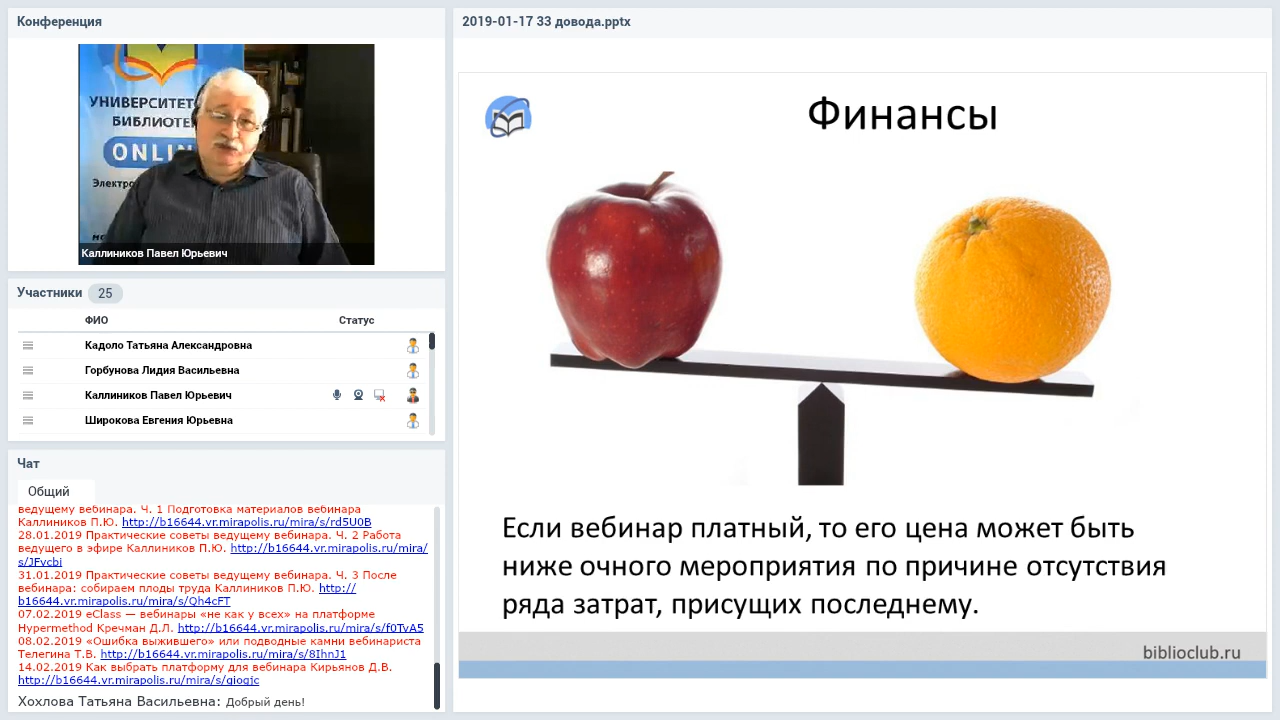 Конференция
УНИВЕРСИТЕТ
БИБЛИОТЕ
ONLIN
Электро
Каллиников Павел Юрьевич
Участники 25
ФИО Статус
Кадоло Татьяна Александровна
Горбунова Лидия Васильевна
Каллиников Павел Юрьевич
Широкова Евгения Юрьевна
Чат
Общий
ведущему вебинара. Ч. 1 Подготовка материалов вебинара
Каллиников П.Ю. http://b16644.vr.mirapolis.ru/mira/s/rd5U0B
28.01.2019 Практические советы ведущему вебинара. Ч. 2 Работа
ведущего в эфире Каллиников П.Ю. http://b16644.vr.mirapolis.ru/mira/
s/JFvcbi
31.01.2019 Практические советы ведущему вебинара. Ч. 3 После
вебинара: собираем плоды труда Каллиников П.Ю. http://
b16644.vr.mirapolis.ru/mira/s/Qh4cFT
07.02.2019 eClass — вебинары «не как у всех» на платформе
Hypermethod Кречман Д.Л. http://b16644.vr.mirapolis.ru/mira/s/f0TvA5
08.02.2019 «Ошибка выжившего» или подводные камни вебинариста
Телегина Т.В. http://b16644.vr.mirapolis.ru/mira/s/8IhnJ1
14.02.2019 Как выбрать платформу для вебинара Кирьянов Д.В.
http://b16644.vr.mirapolis.ru/mira/s/giogjc
Хохлова Татьяна Васильевна: Добрый день!
2019-01-17 33 довода.pptx
Финансы
Если вебинар платный, то его цена может быть
ниже очного мероприятия по причине отсутствия
ряда затрат, присущих последнему.
biblioclub.ru